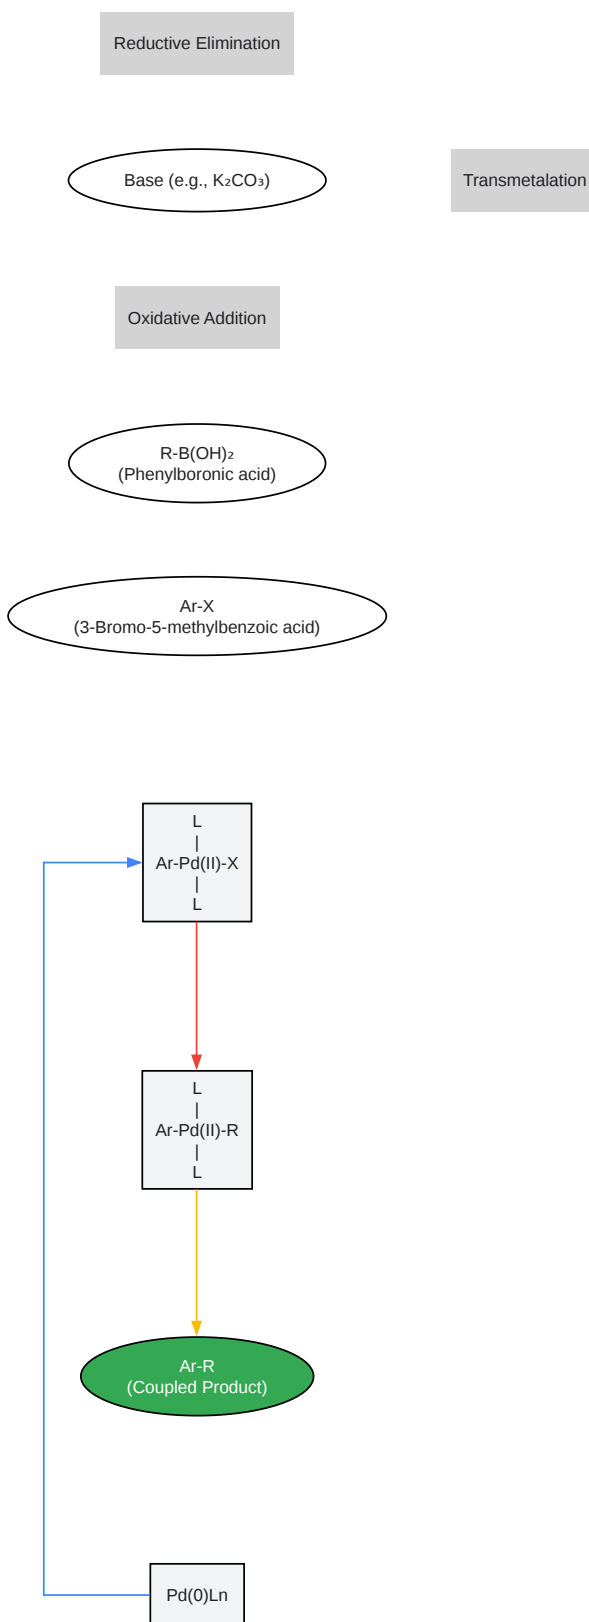 Reductive Elimination
Base (e.g., K₂CO₃)
Transmetalation
Oxidative Addition
R-B(OH)₂
(Phenylboronic acid)
Ar-X
(3-Bromo-5-methylbenzoic acid)
L
|
Ar-Pd(II)-X
|
L
L
|
Ar-Pd(II)-R
|
L
Ar-R
(Coupled Product)
Pd(0)Ln